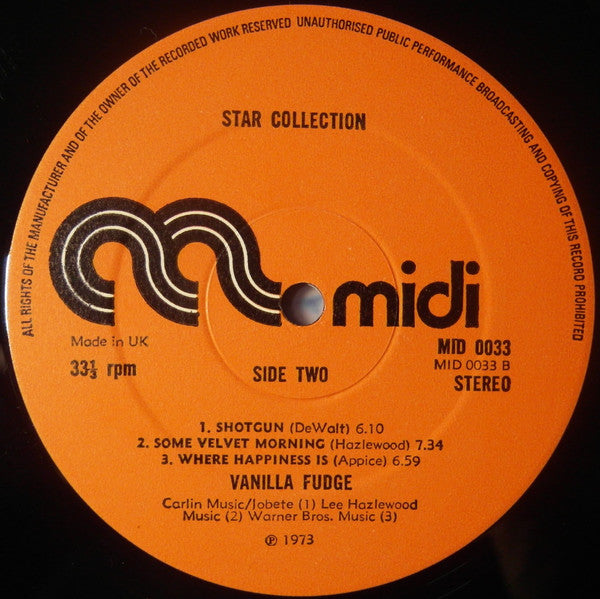 ALL RIGHTS OF THE MANUFACTURER AND OF THE OWNER OF THE RECORDED WORK RESERVED UNAUTHORISED PUBLIC PERFORMANCE BROADCASTING AND COPYING OF THIS RECORD PROHIBITED
STAR COLLECTION
midi
Made in UK
MID 0033
33⅓ rpm
SIDE TWO
MID 0033 B
STEREO
1. SHOTGUN (DeWalt) 6.10
2. SOME VELVET MORNING (Hazlewood) 7.34
3. WHERE HAPPINESS IS (Appice) 6.59
VANILLA FUDGE
Carlin Music/Jobete (1) Lee Hazlewood
Music (2) Warner Bros. Music (3)
℗ 1973